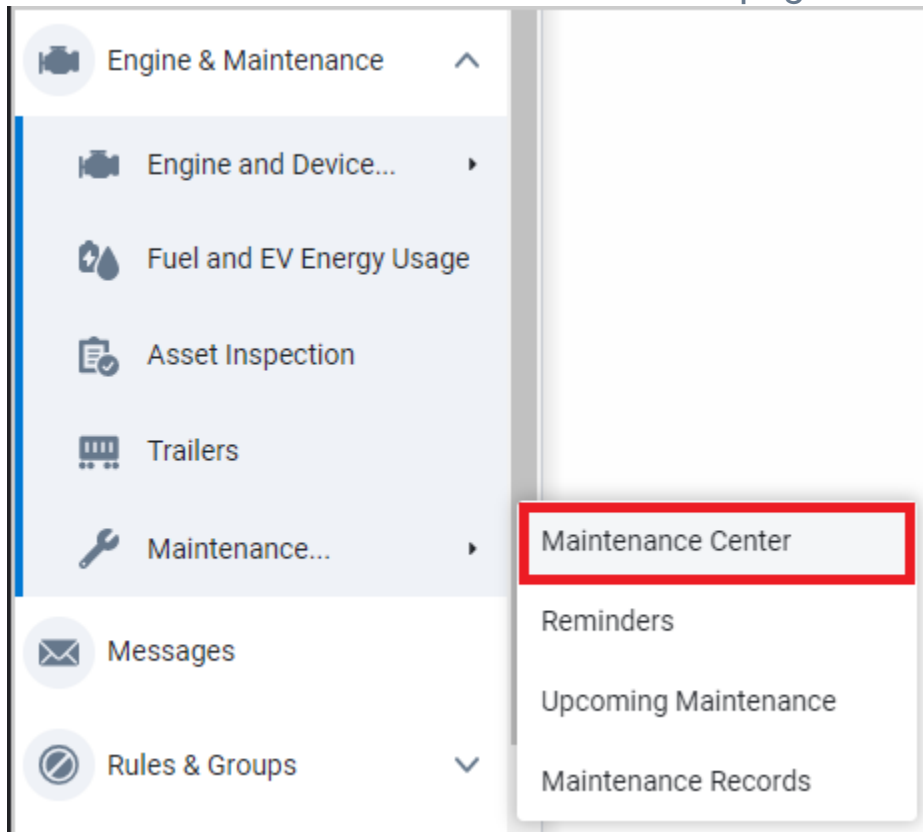 Engine & Maintenance
Engine and Device...
Fuel and EV Energy Usage
Asset Inspection
Trailers
Maintenance...
Maintenance Center
Reminders
Upcoming Maintenance
Maintenance Records
Messages
Rules & Groups